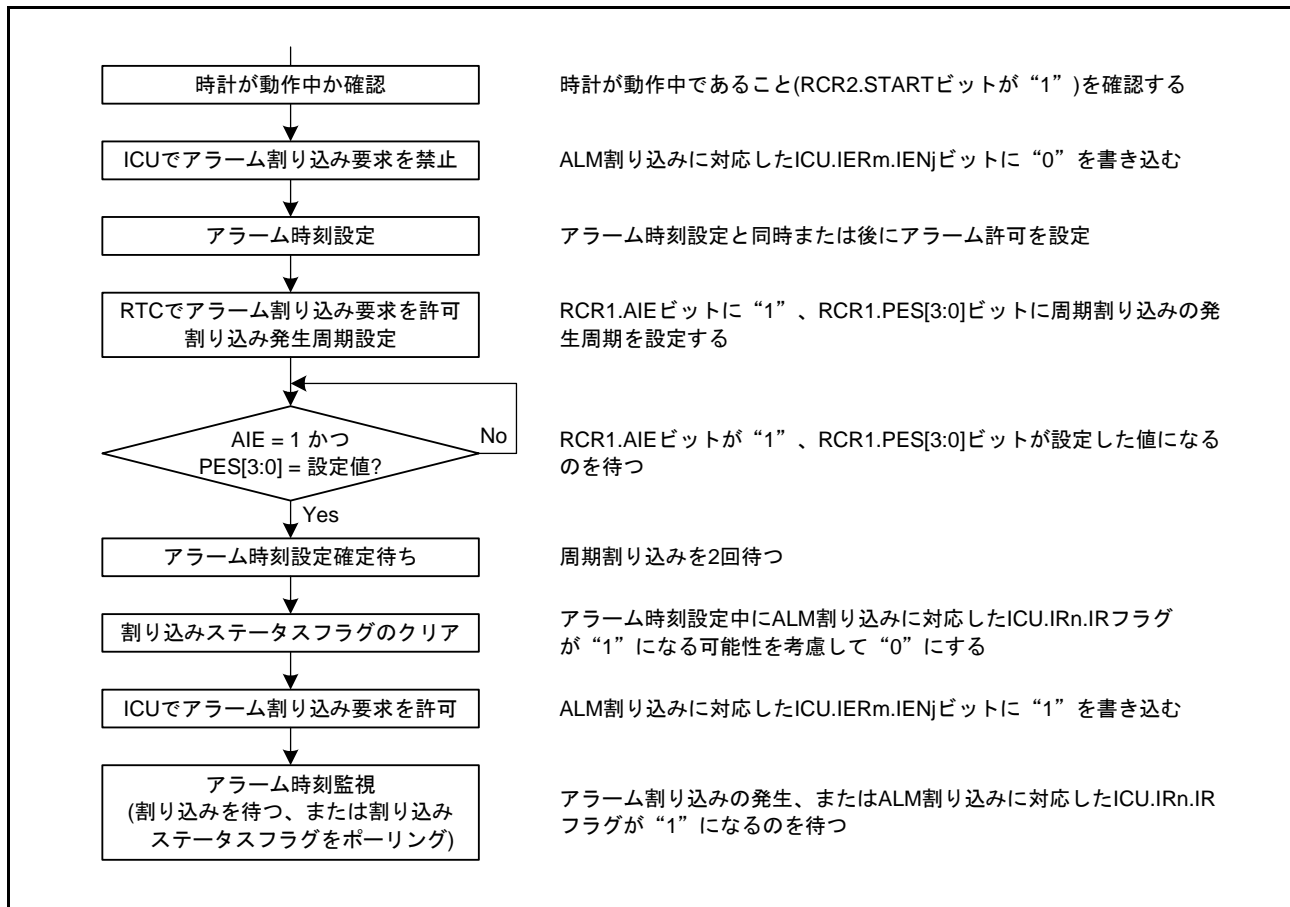 時計が動作中か確認
時計が動作中であること(RCR2.STARTビットが“1”)を確認する
ICUでアラーム割り込み要求を禁止
ALM割り込みに対応したICU.IERm.IENjビットに“0”を書き込む
アラーム時刻設定
アラーム時刻設定と同時または後にアラーム許可を設定
RTCでアラーム割り込み要求を許可
割り込み発生周期設定
RCR1.AIEビットに“1”、RCR1.PES[3:0]ビットに周期割り込みの発
生周期を設定する
AIE = 1 かつ
PES[3:0] = 設定値?
No
Yes
RCR1.AIEビットが“1”、RCR1.PES[3:0]ビットが設定した値になる
のを待つ
アラーム時刻設定確定待ち
周期割り込みを2回待つ
割り込みステータスフラグのクリア
アラーム時刻設定中にALM割り込みに対応したICU.IRn.IRフラグ
が“1”になる可能性を考慮して“0”にする
ICUでアラーム割り込み要求を許可
ALM割り込みに対応したICU.IERm.IENjビットに“1”を書き込む
アラーム時刻監視
(割り込みを待つ、または割り込み
ステータスフラグをポーリング)
アラーム割り込みの発生、またはALM割り込みに対応したICU.IRn.IR
フラグが“1”になるのを待つ